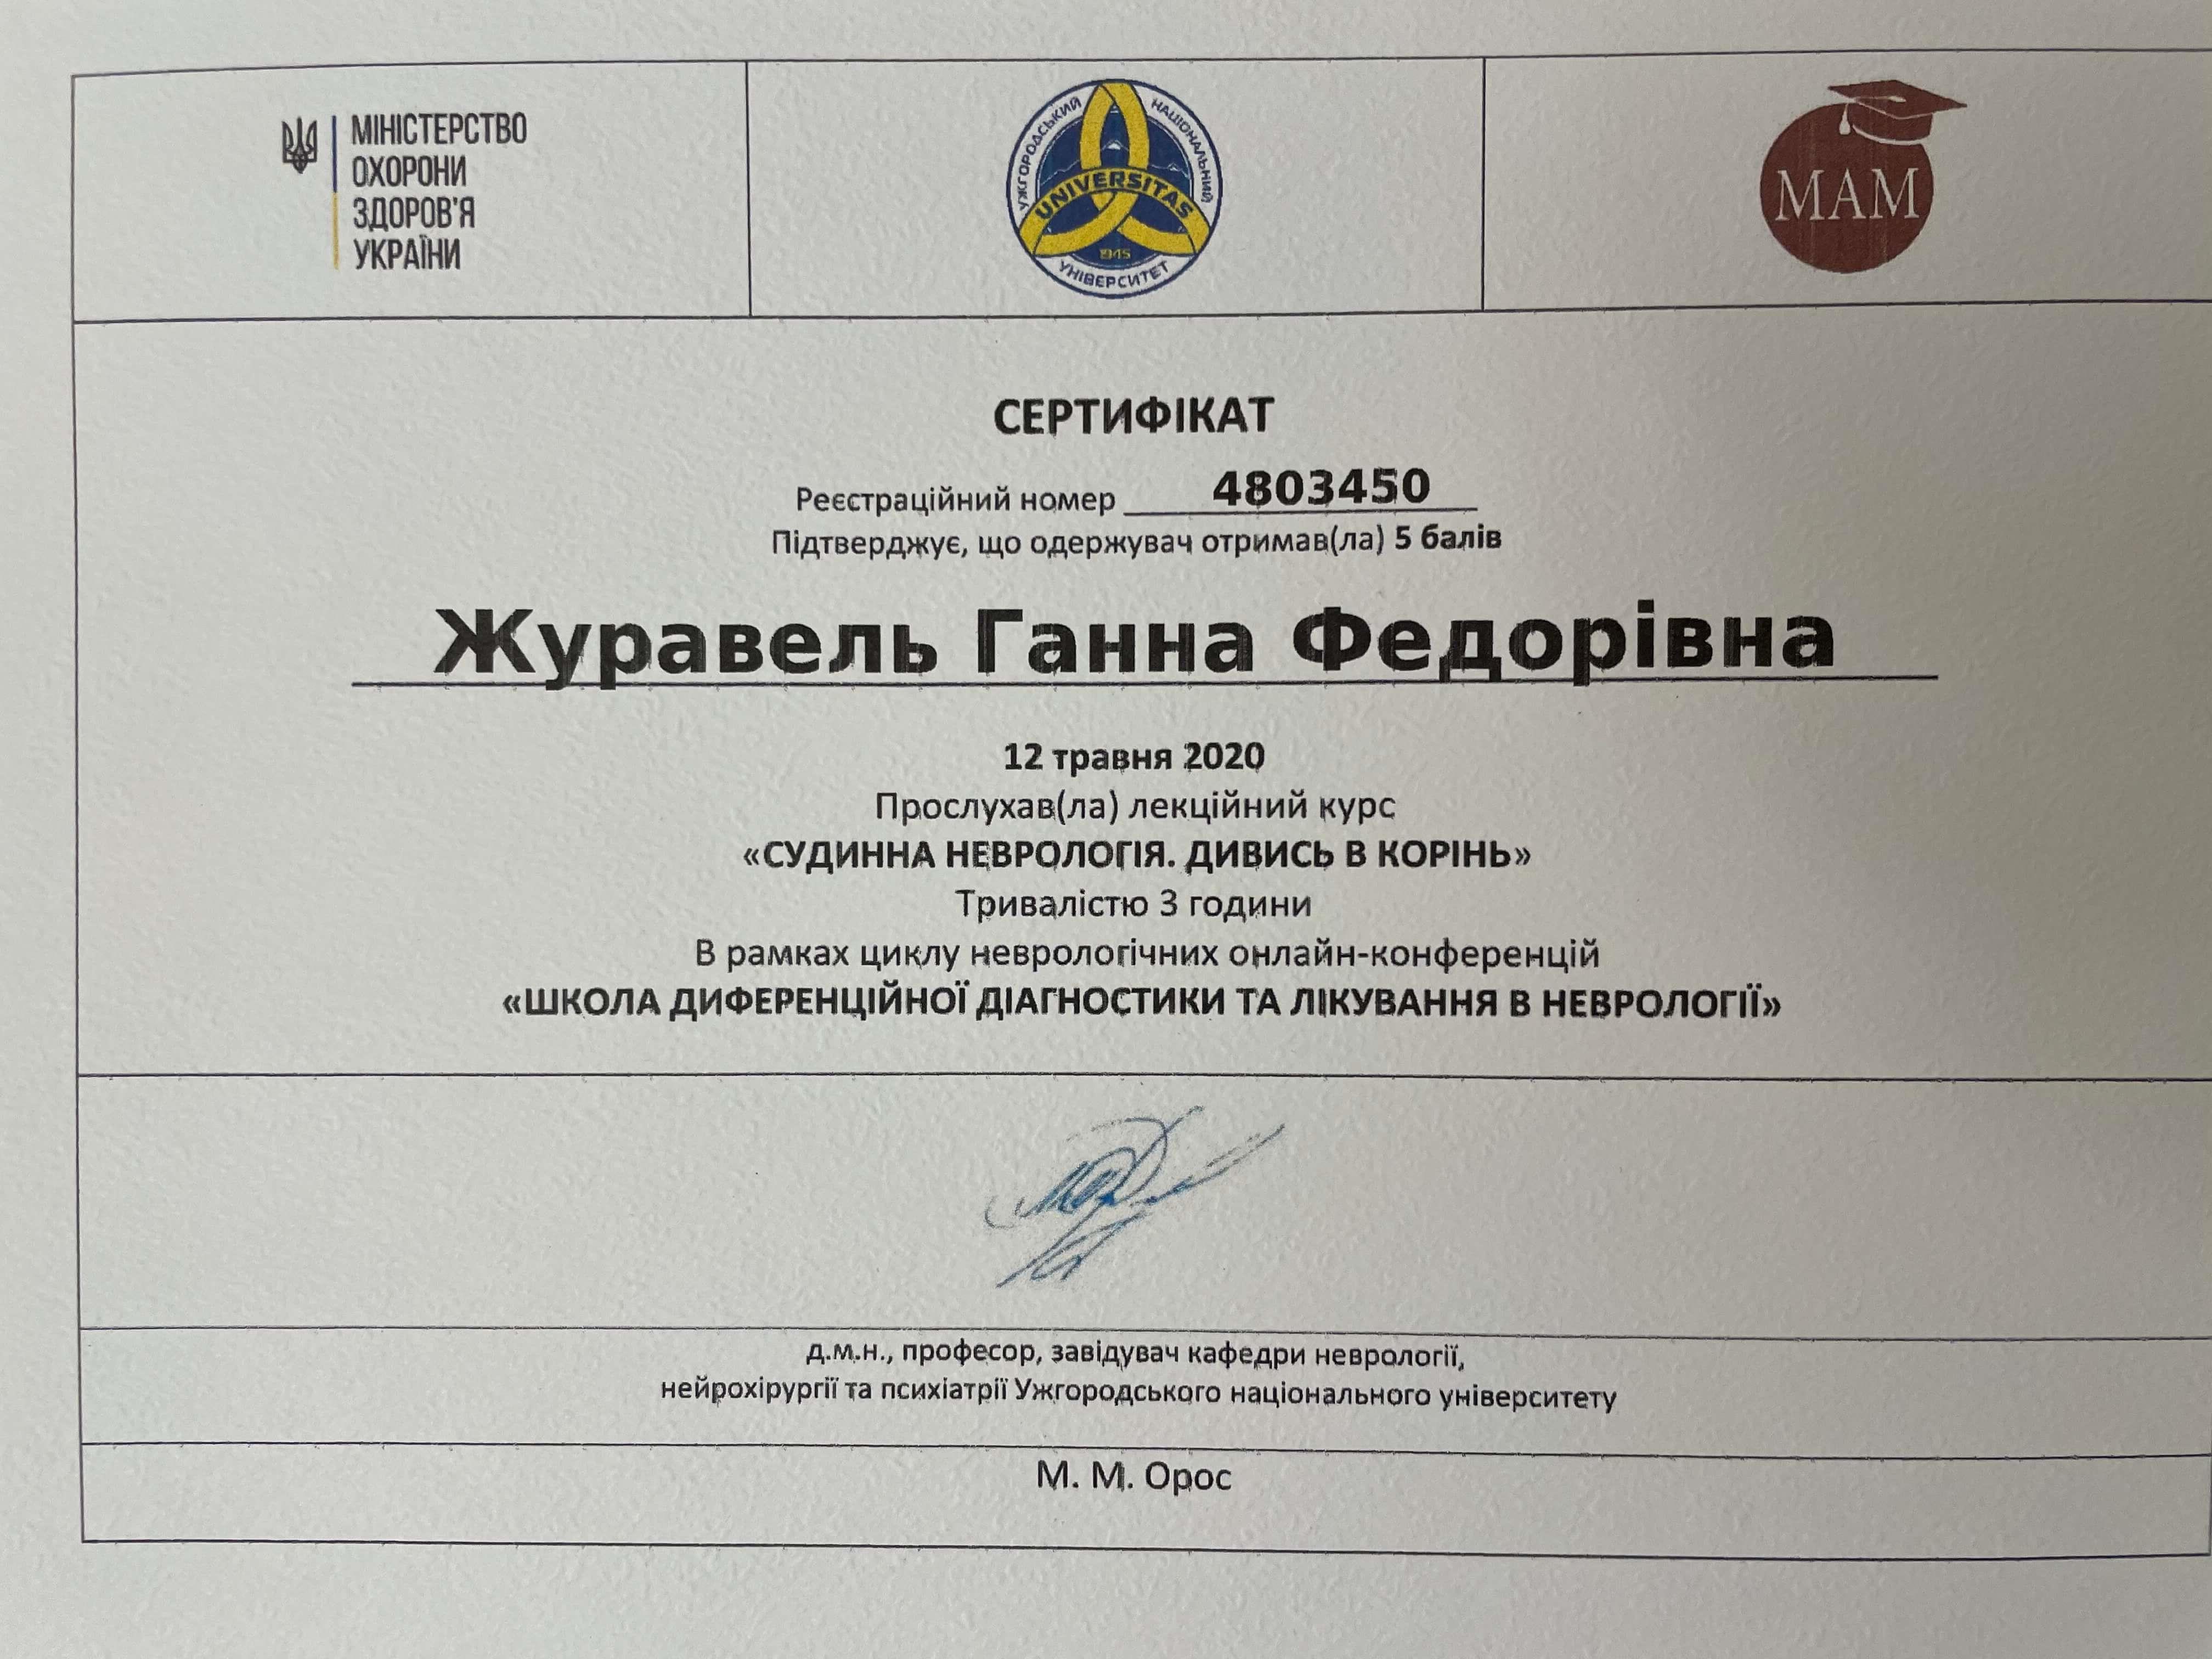 МІНІСТЕРСТВО
ОХОРОНИ
ЗДОРОВ'Я
УКРАЇНИ
УЖГОРОДСЬКИЙ НАЦІОНАЛЬНИЙ
UNIVERSITAS
1945
УНІВЕРСИТЕТ
МАМ
СЕРТИФІКАТ
Реєстраційний номер 4803450
Підтверджує, що одержувач отримав(ла) 5 балів
Журавель Ганна Федорівна
12 травня 2020
Прослухав(ла) лекційний курс
«СУДИННА НЕВРОЛОГІЯ. ДИВИСЬ В КОРІНЬ»
Тривалістю 3 години
В рамках циклу неврологічних онлайн-конференцій
«ШКОЛА ДИФЕРЕНЦІЙНОЇ ДІАГНОСТИКИ ТА ЛІКУВАННЯ В НЕВРОЛОГІЇ»
д.м.н., професор, завідувач кафедри неврології,
нейрохірургії та психіатрії Ужгородського національного університету
М. М. Орос